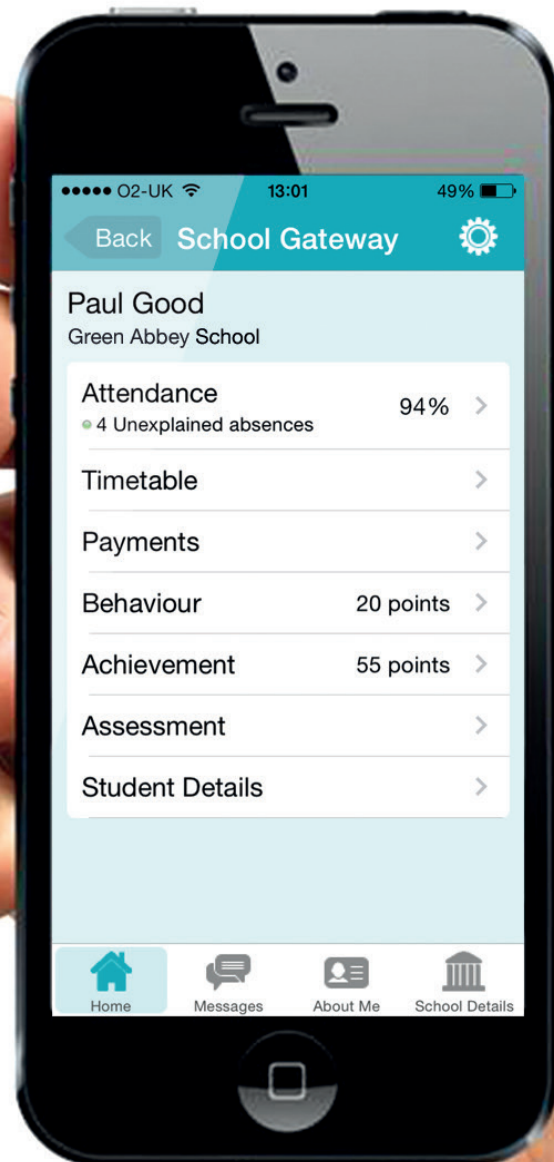 O2-UK 13:01 49%
Back School Gateway
Paul Good
Green Abbey School
Attendance 94%
4 Unexplained absences
Timetable
Payments
Behaviour 20 points
Achievement 55 points
Assessment
Student Details
Home Messages About Me School Details